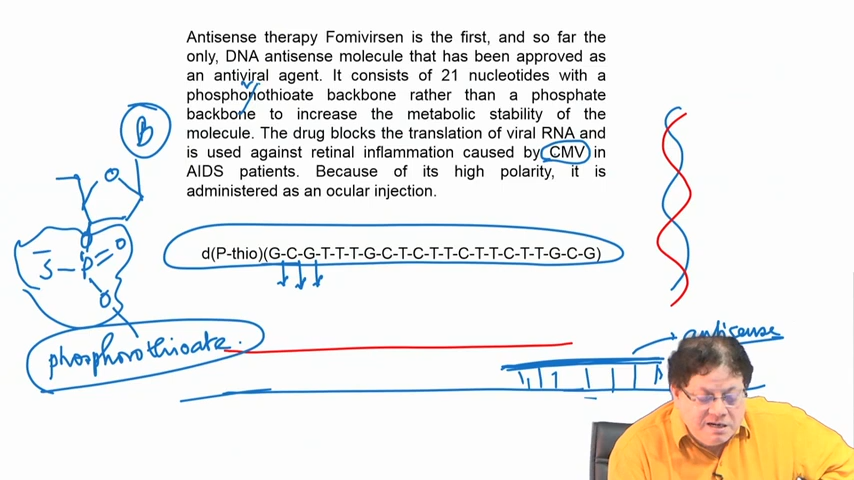 Antisense therapy Fomivirsen is the first, and so far the
only, DNA antisense molecule that has been approved as
an antiviral agent. It consists of 21 nucleotides with a
phosphonothioate backbone rather than a phosphate
backbone to increase the metabolic stability of the
molecule. The drug blocks the translation of viral RNA and
is used against retinal inflammation caused by CMV in
AIDS patients. Because of its high polarity, it is
administered as an ocular injection.
B
O
O
S - P = O
O
d(P-thio)(G-C-G-T-T-T-G-C-T-C-T-T-C-T-T-C-T-T-G-C-G)
phosphorothioate.
antisense